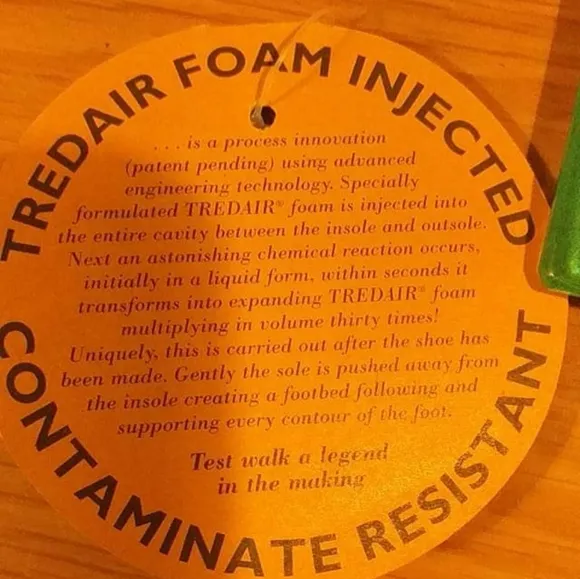 TREDAIR FOAM INJECTED
. . . is a process innovation
(patent pending) using advanced
engineering technology. Specially
formulated TREDAIR® foam is injected into
the entire cavity between the insole and outsole.
Next an astonishing chemical reaction occurs,
initially in a liquid form, within seconds it
transforms into expanding TREDAIR® foam
multiplying in volume thirty times!
Uniquely, this is carried out after the shoe has
been made. Gently the sole is pushed away from
the insole creating a footbed following and
supporting every contour of the foot.
Test walk a legend
in the making
CONTAMINATE RESISTANT